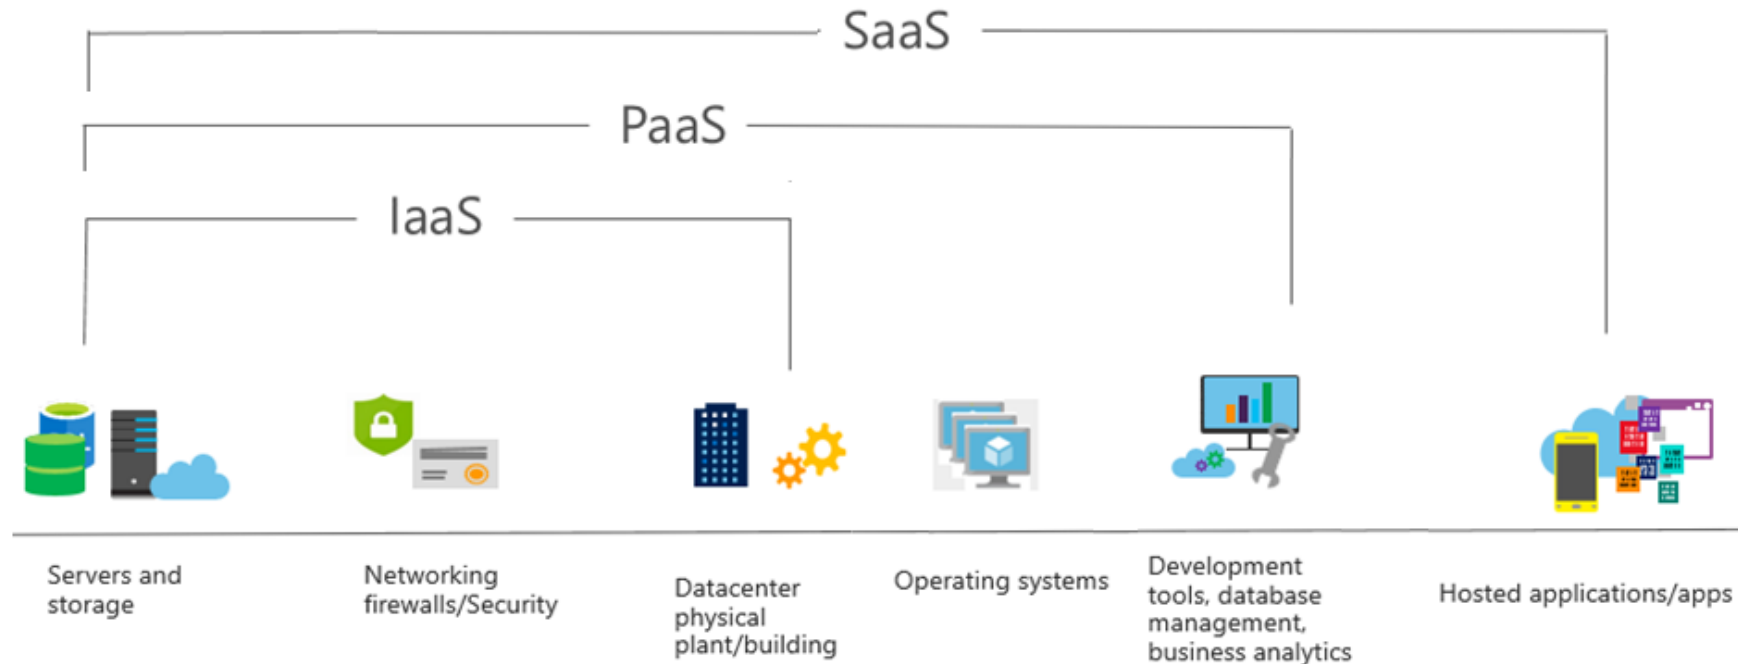 SaaS
PaaS
IaaS
Servers and
storage
Networking
firewalls/Security
Datacenter
physical
plant/building
Operating systems
Development
tools, database
management,
business analytics
Hosted applications/apps